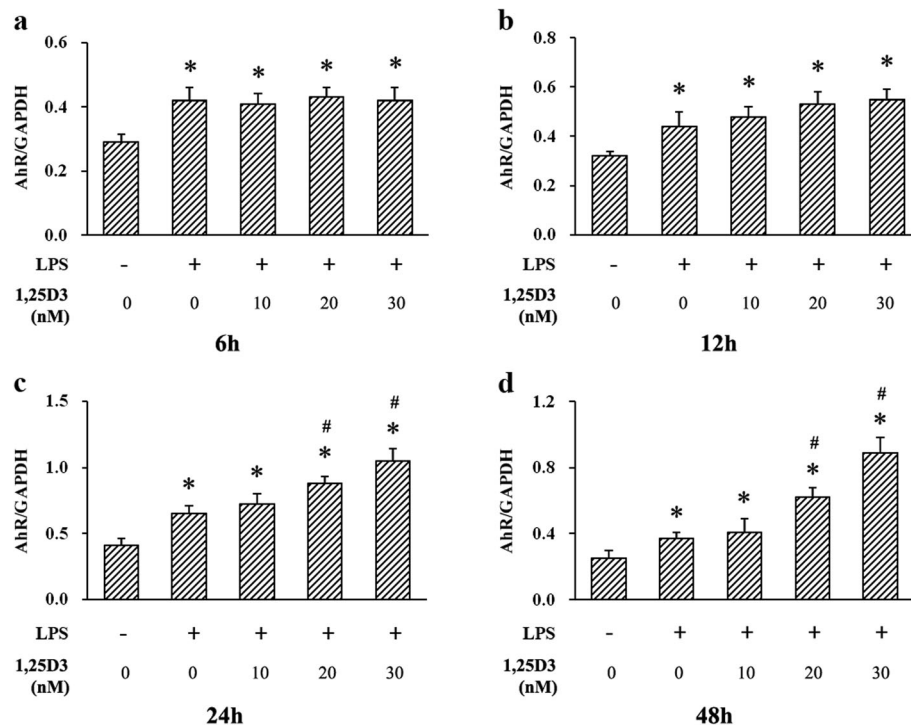 a
AhR/GAPDH
0.6
0.4
0.2
0.0
* * * *
LPS - + + + +
1,25D3 (nM) 0 0 10 20 30
6h
b
AhR/GAPDH
0.8
0.6
0.4
0.2
0.0
* * * *
LPS - + + + +
1,25D3 (nM) 0 0 10 20 30
12h
c
AhR/GAPDH
1.5
1.0
0.5
0.0
# #
* * * *
LPS - + + + +
1,25D3 (nM) 0 0 10 20 30
24h
d
AhR/GAPDH
1.2
0.8
0.4
0.0
# #
* * * *
LPS - + + + +
1,25D3 (nM) 0 0 10 20 30
48h